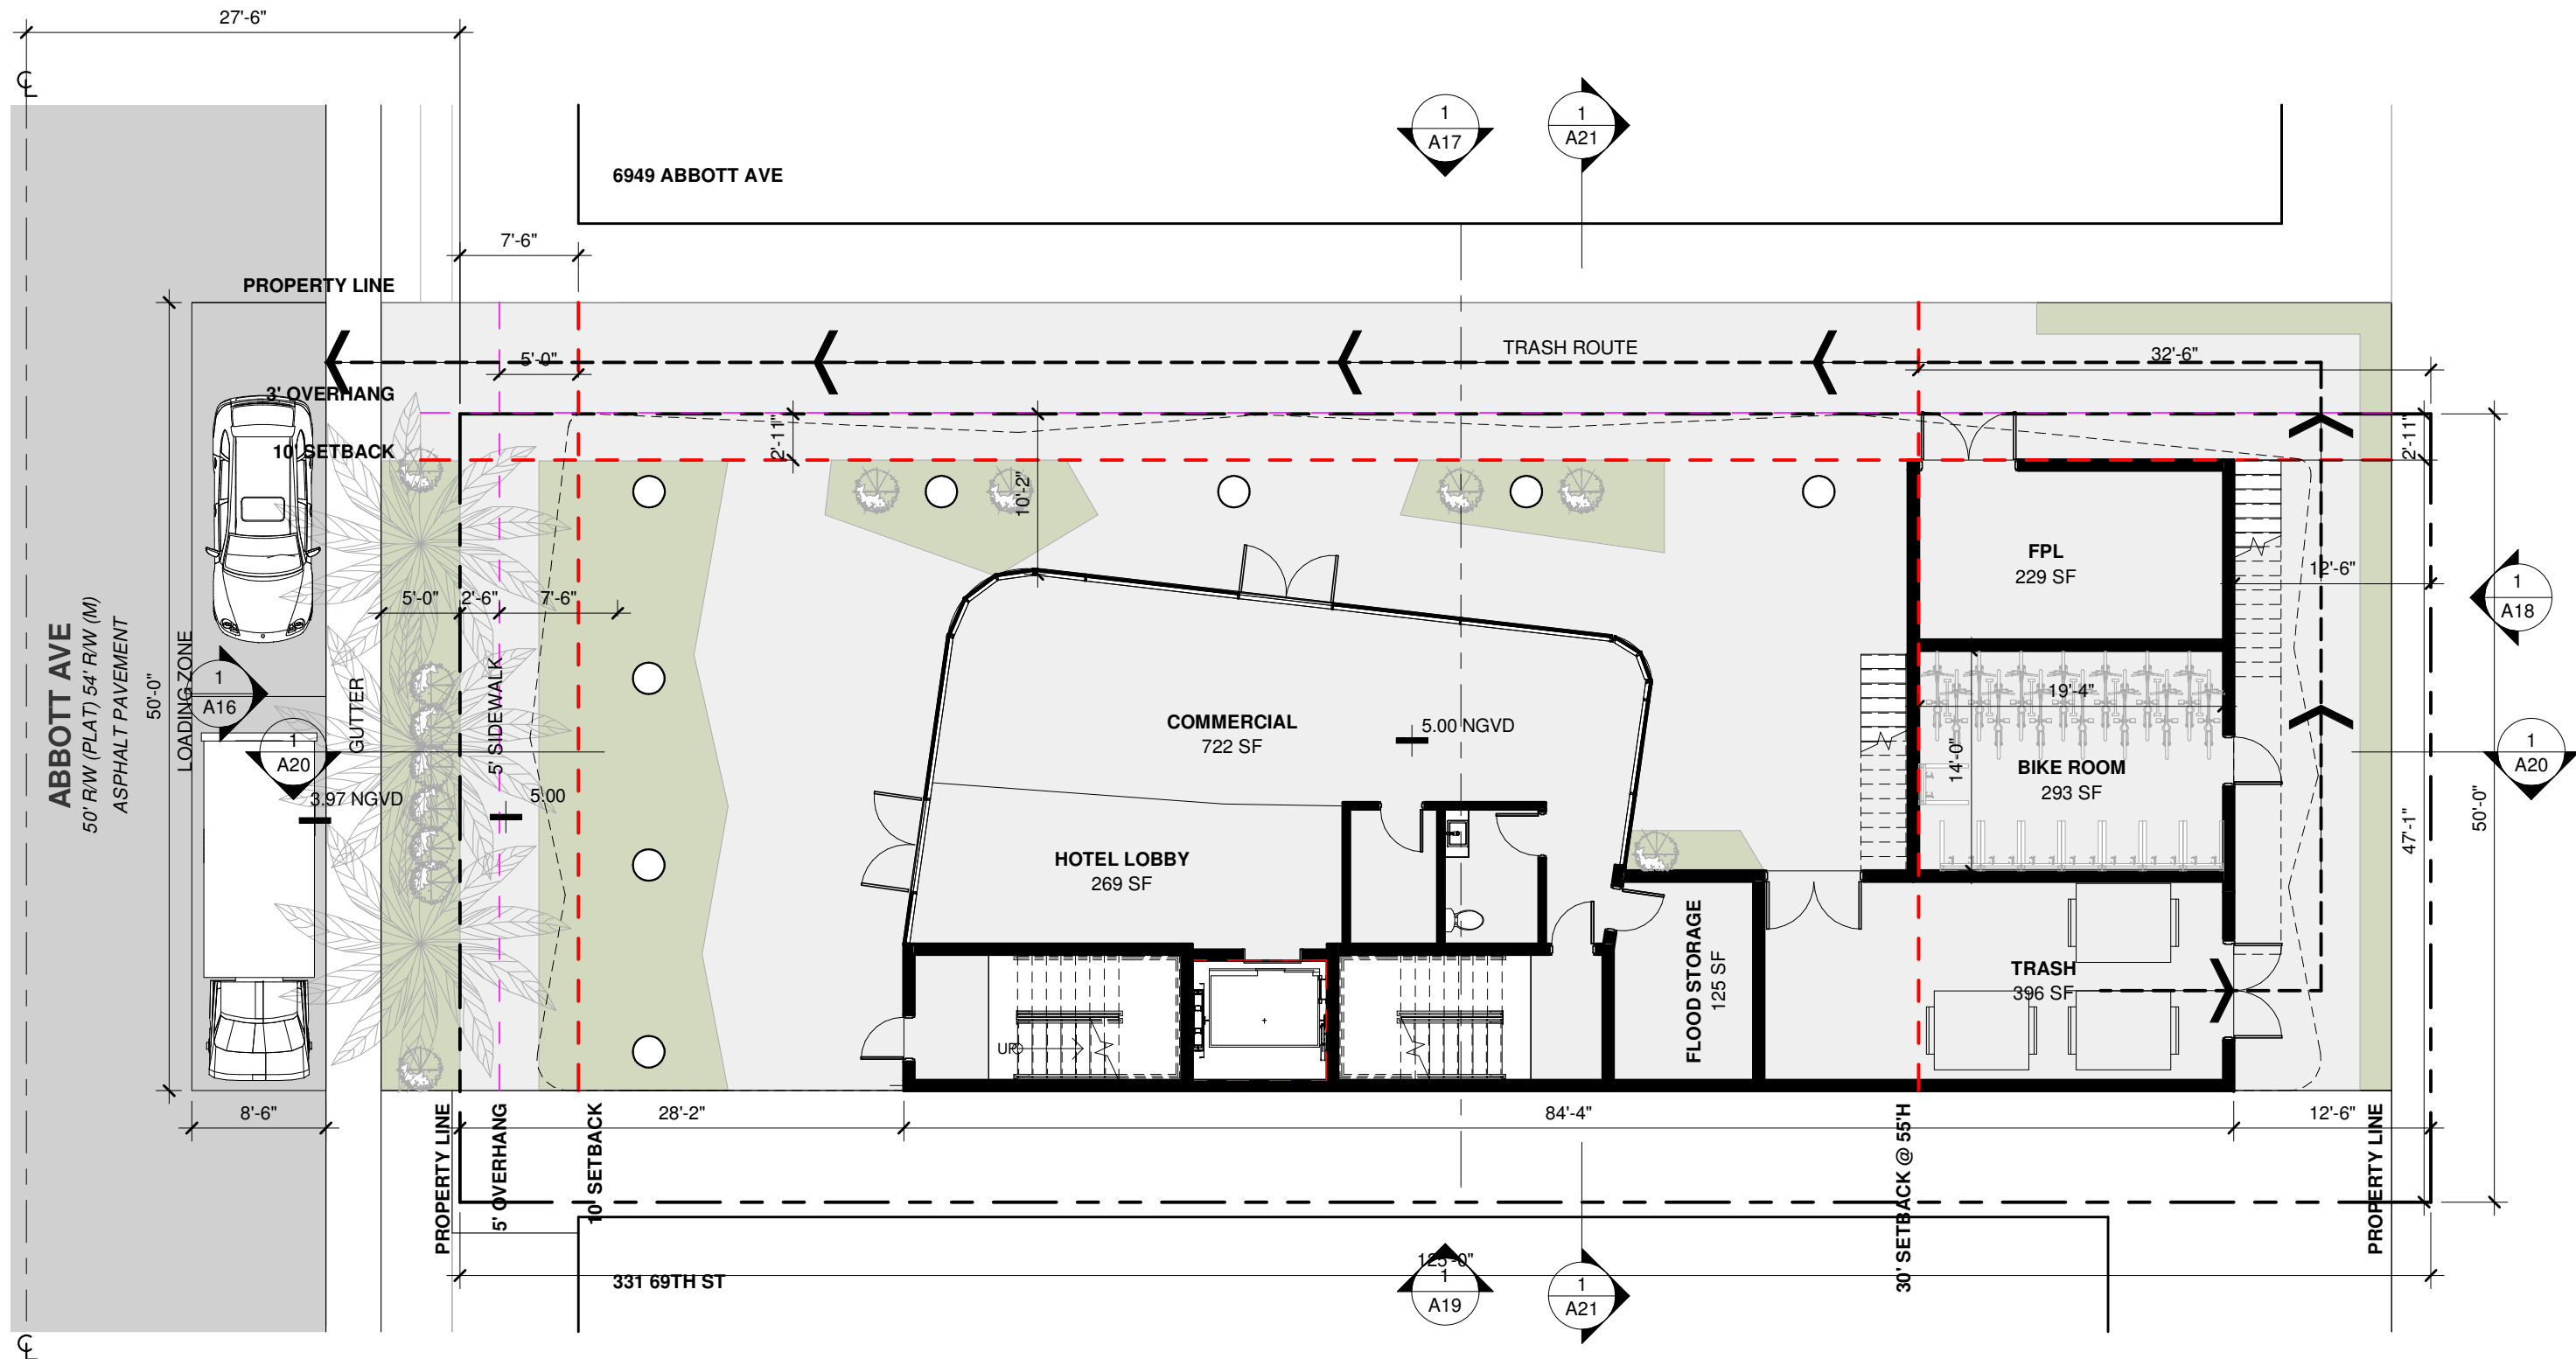 27'-6"
℄
1
A17
1
A21
6949 ABBOTT AVE
7'-6"
PROPERTY LINE
TRASH ROUTE
5'-0"
32'-6"
3' OVERHANG
10' SETBACK
2'-11"
10'-2"
2'-11"
FPL
229 SF
12'-6"
1
A18
5'-0"
2'-6"
7'-6"
ABBOTT AVE
50' R/W (PLAT) 54' R/W (M)
ASPHALT PAVEMENT
50'-0"
LOADING ZONE
1
A16
GUTTER
5' SIDEWALK
1
A20
3.97 NGVD
5.00
COMMERCIAL
722 SF
5.00 NGVD
19'-4"
14'-0"
BIKE ROOM
293 SF
1
A20
47'-1"
50'-0"
HOTEL LOBBY
269 SF
FLOOD STORAGE
125 SF
TRASH
396 SF
UP
8'-6"
28'-2"
84'-4"
12'-6"
PROPERTY LINE
5' OVERHANG
10' SETBACK
30' SETBACK @ 55'H
PROPERTY LINE
125'-0"
331 69TH ST
1
A19
1
A21
℄